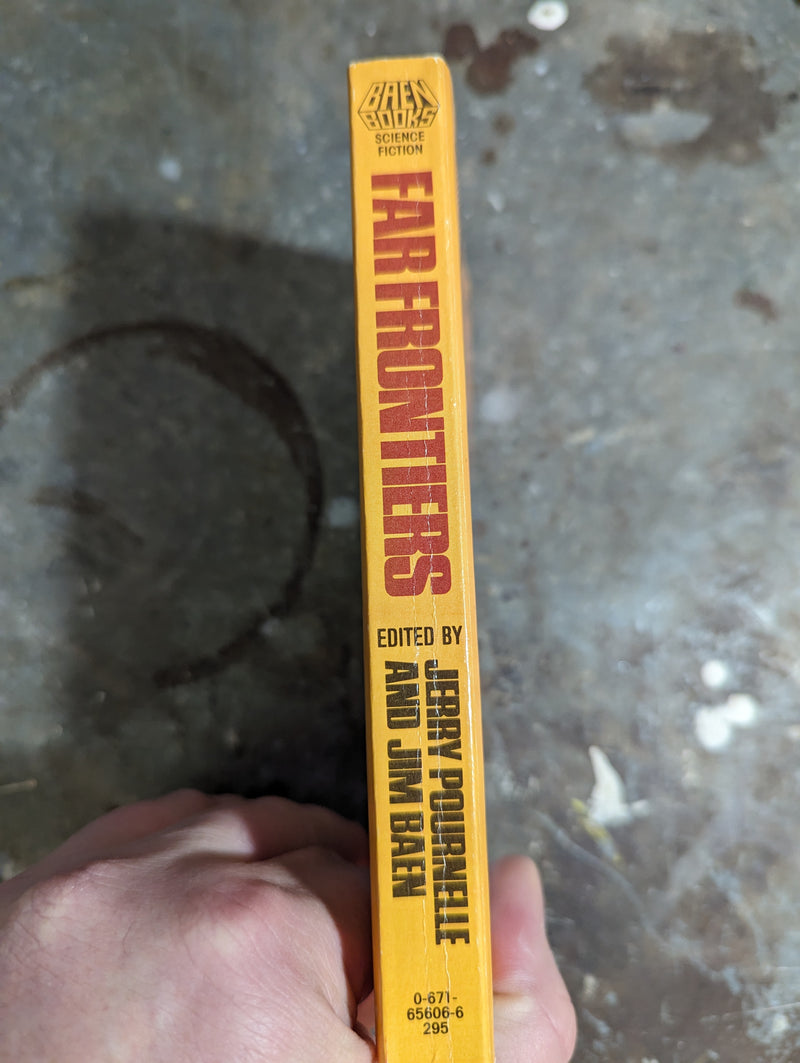 BAEN
BOOKS
SCIENCE
FICTION
FAR FRONTIERS
EDITED BY
JERRY POURNELLE
AND JIM BAEN
0-671-
65606-6
295